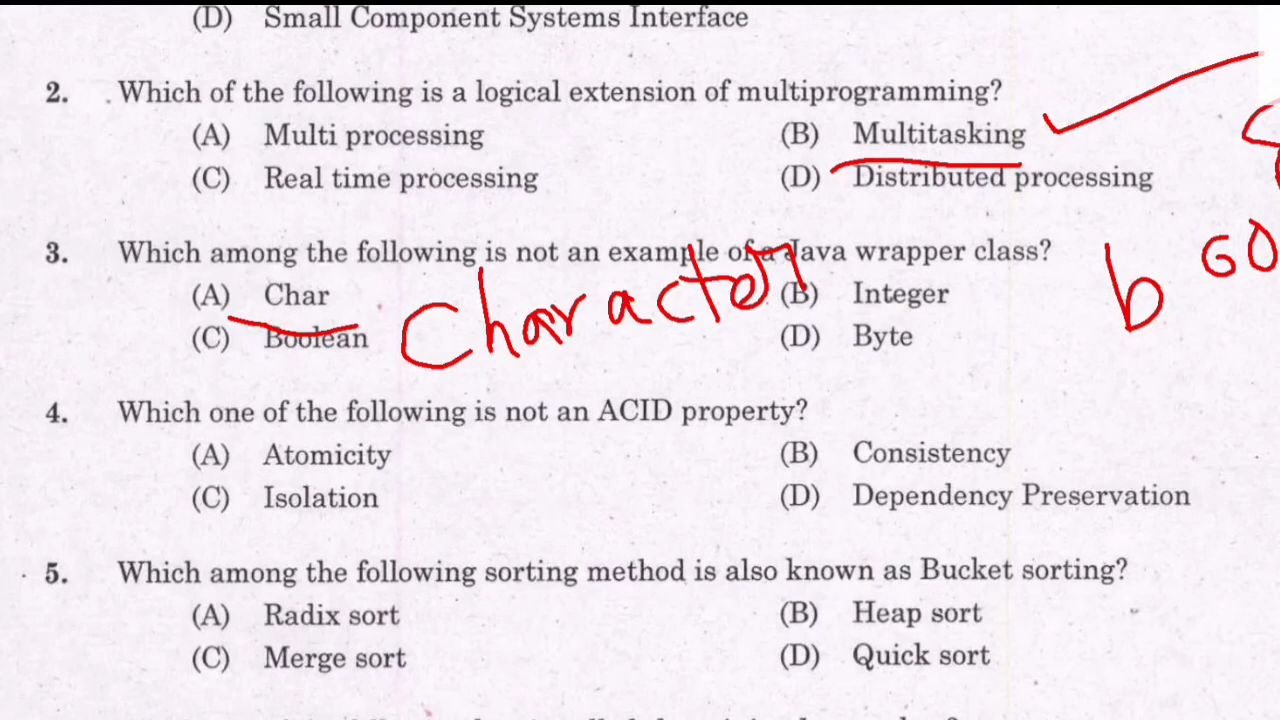 (D) Small Component Systems Interface
2. Which of the following is a logical extension of multiprogramming?
(A) Multi processing (B) Multitasking
(C) Real time processing (D) Distributed processing
3. Which among the following is not an example of a Java wrapper class?
(A) Char (B) Integer
Character
b
(C) Boolean (D) Byte
4. Which one of the following is not an ACID property?
(A) Atomicity (B) Consistency
(C) Isolation (D) Dependency Preservation
5. Which among the following sorting method is also known as Bucket sorting?
(A) Radix sort (B) Heap sort
(C) Merge sort (D) Quick sort